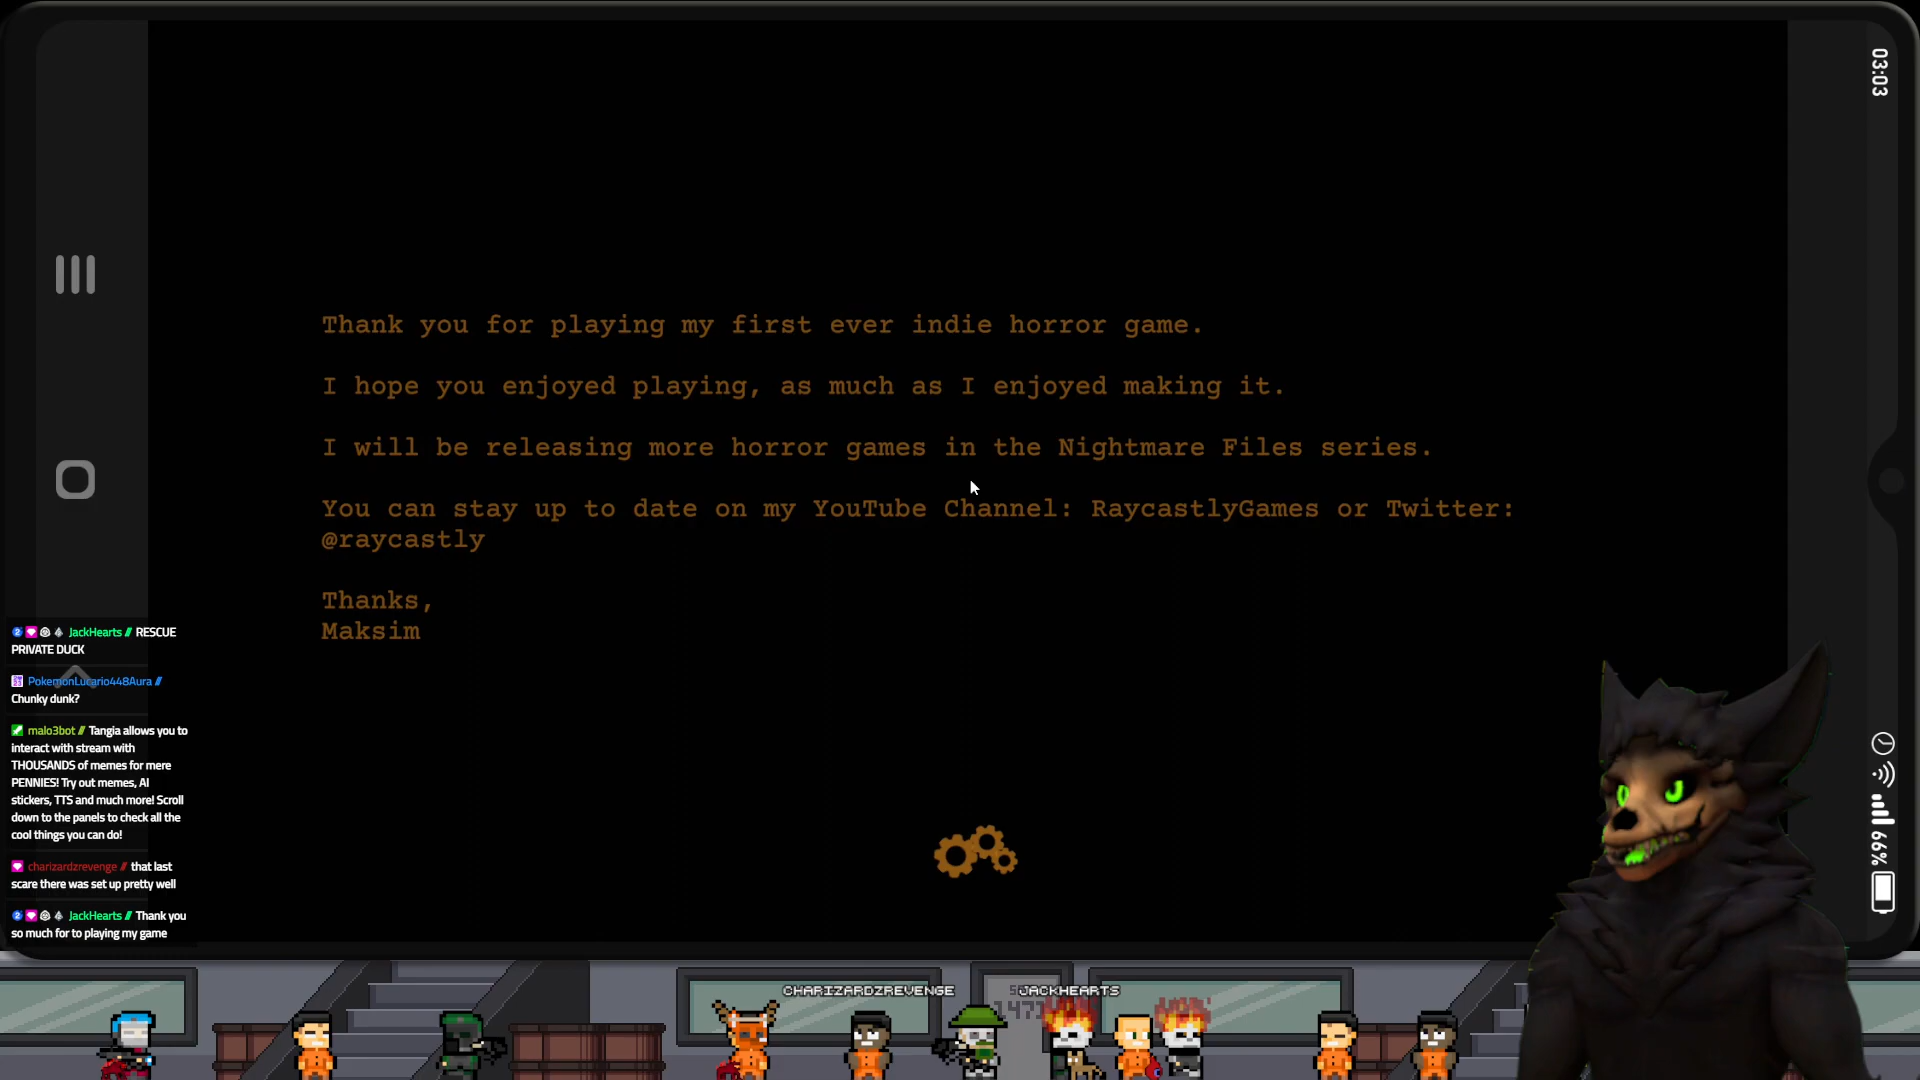 03:03
Thank you for playing my first ever indie horror game.
I hope you enjoyed playing, as much as I enjoyed making it.
I will be releasing more horror games in the Nightmare Files series.
You can stay up to date on my YouTube Channel: RaycastlyGames or Twitter:
@raycastly
Thanks,
Maksim
JackHearts // RESCUE
PRIVATE DUCK
PokemonLucario448Aura //
Chunky dunk?
malo3bot // Tangia allows you to
interact with stream with
THOUSANDS of memes for mere
PENNIES! Try out memes, AI
stickers, TTS and much more! Scroll
down to the panels to check all the
cool things you can do!
charizardzrevenge // that last
scare there was set up pretty well
JackHearts // Thank you
so much for to playing my game
66%
CHARIZARDZREVENGE
JACKHEARTS